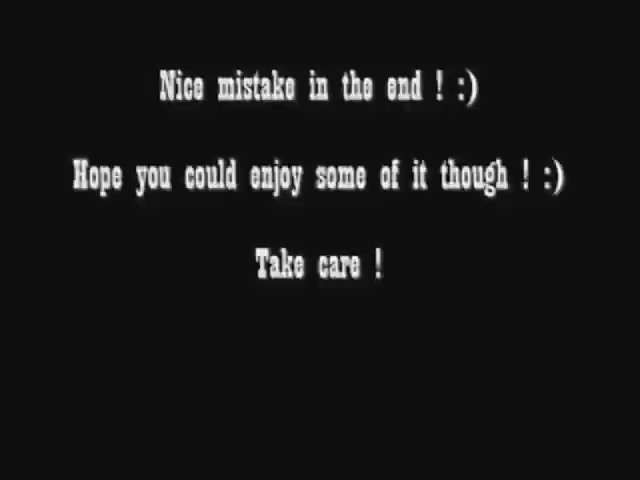 Nice mistake in the end ! :)
Hope you could enjoy some of it though ! :)
Take care !